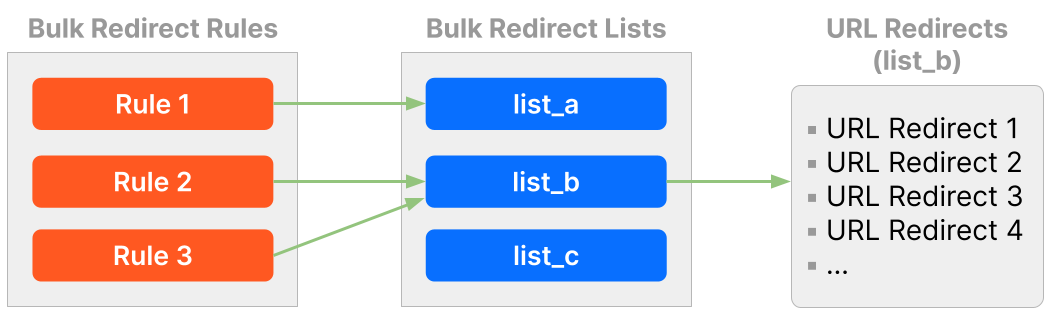 Bulk Redirect Rules
Rule 1
Rule 2
Rule 3
Bulk Redirect Lists
list_a
list_b
list_c
URL Redirects
(list_b)
URL Redirect 1
URL Redirect 2
URL Redirect 3
URL Redirect 4
...